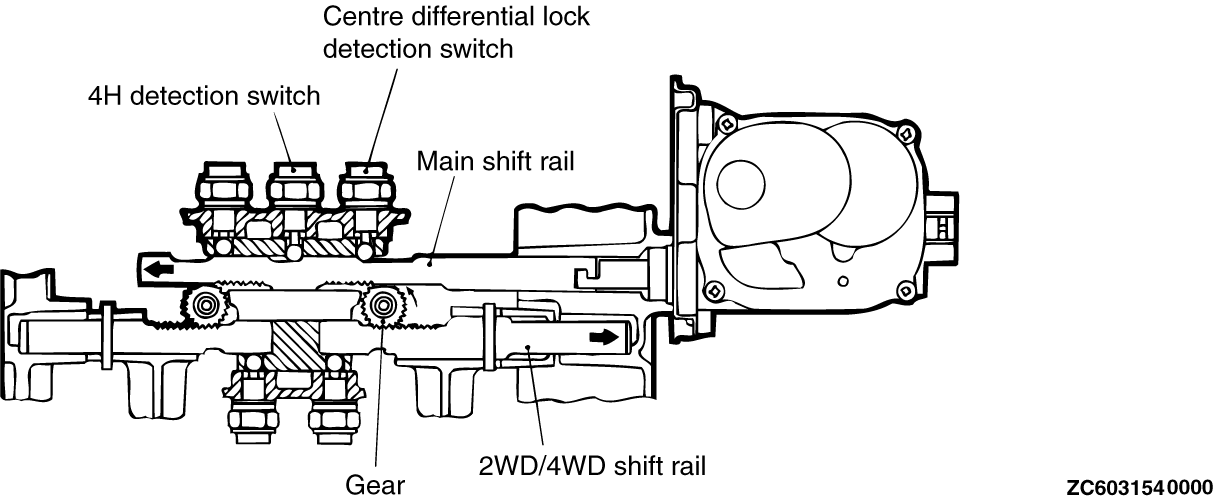 Centre differential lock
detection switch
4H detection switch
Main shift rail
2WD/4WD shift rail
Gear
ZC6031540000